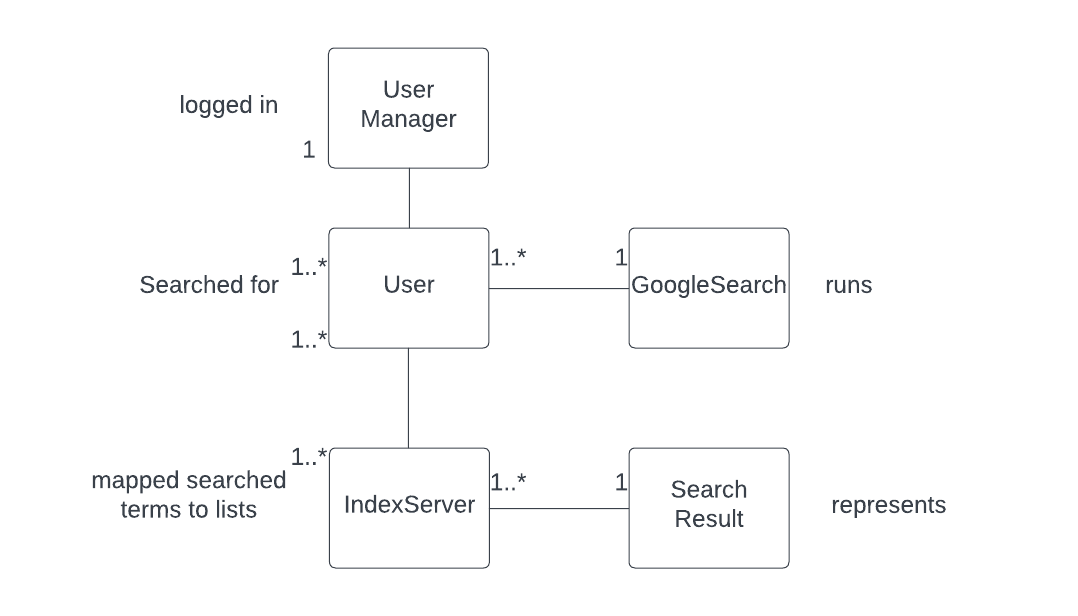 User
Manager
logged in
1
1..*
1..*
1
Searched for
User
GoogleSearch
runs
1..*
1..*
mapped searched
terms to lists
1..*
1
IndexServer
Search
Result
represents